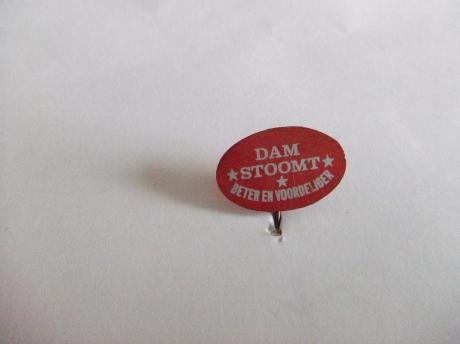 DAM
★STOOMT★
★
BETER EN VOORDELIGER